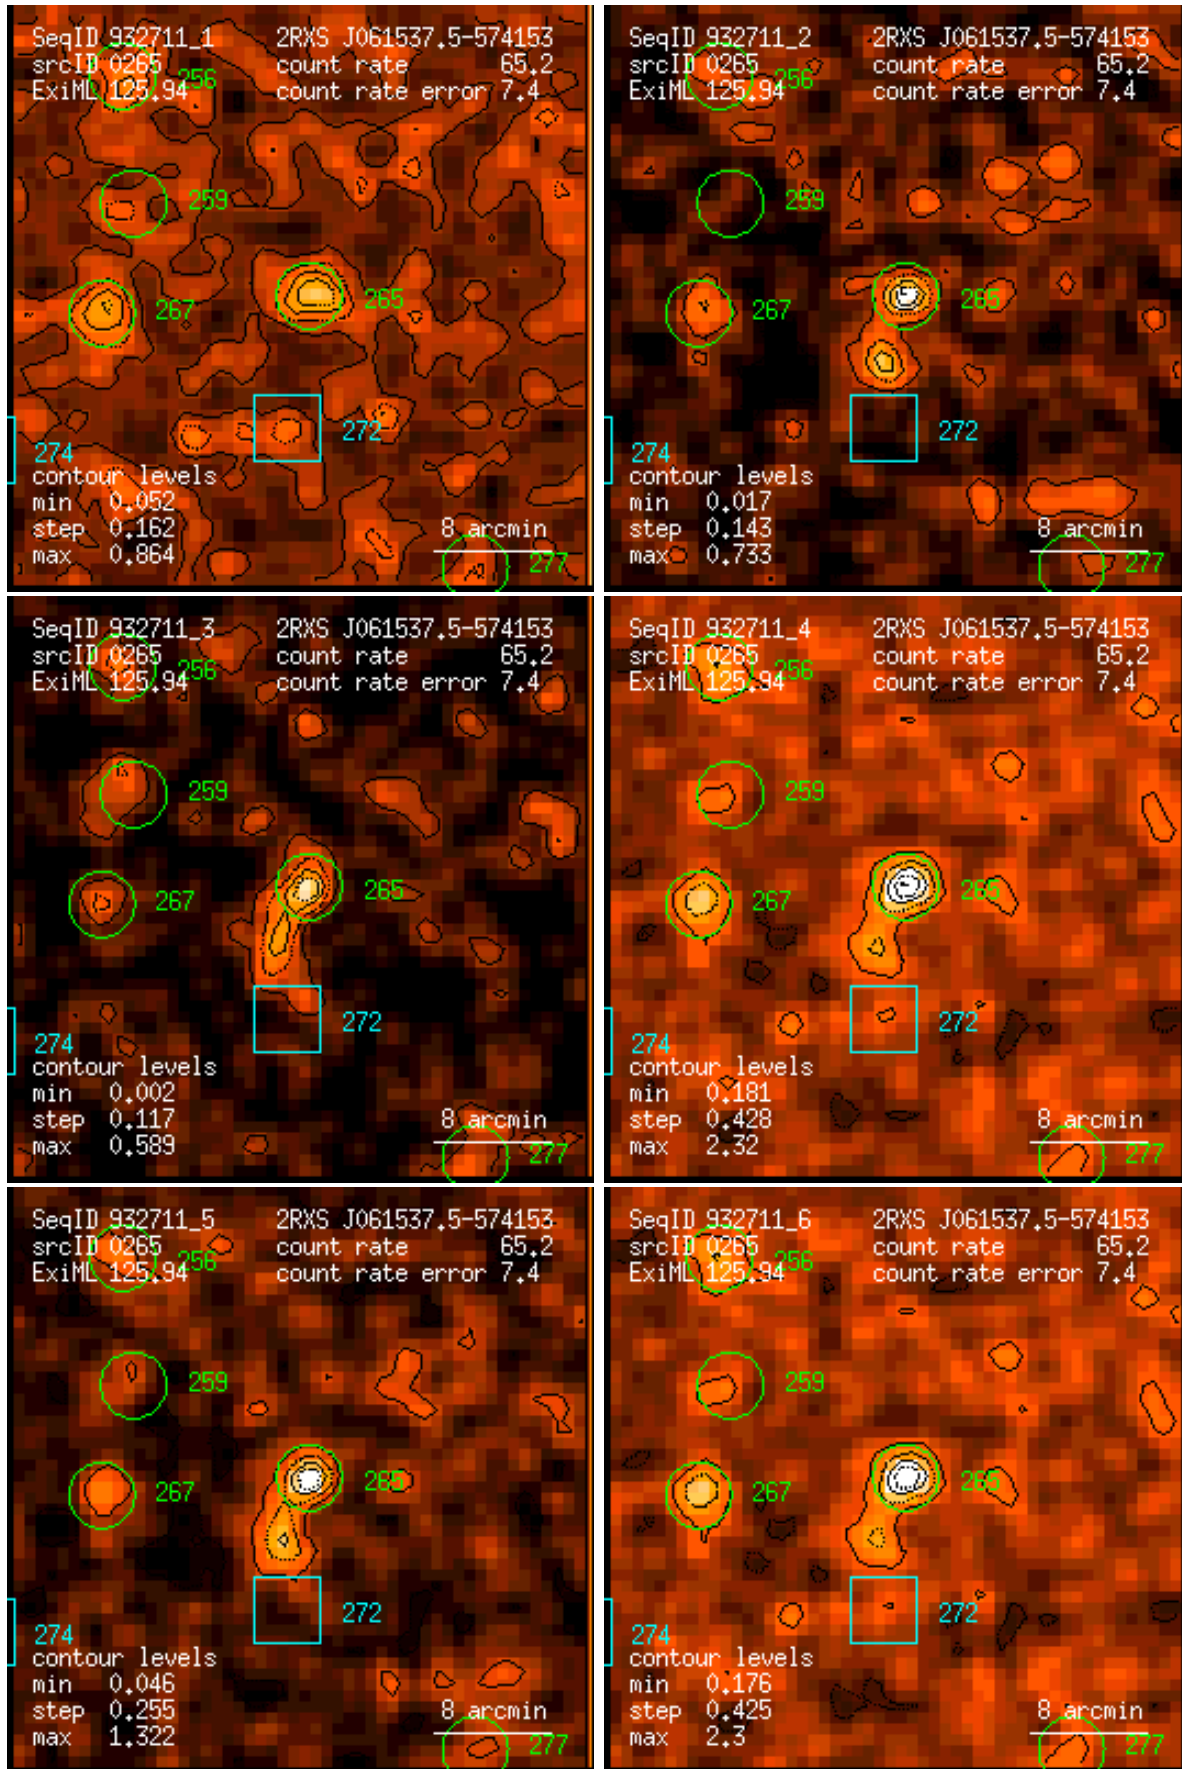 SeqID 932711_1 2RXS J061537.5-574153
srcID 0265 count rate 65.2
ExiML 125.94 count rate error 7.4
256
259
267
265
272
274
contour levels
min 0.052
step 0.162
max 0.864
8 arcmin
277
SeqID 932711_2 2RXS J061537.5-574153
srcID 0265 count rate 65.2
ExiML 125.94 count rate error 7.4
256
259
267
265
272
274
contour levels
min 0.017
step 0.143
max 0.733
8 arcmin
277
SeqID 932711_3 2RXS J061537.5-574153
srcID 0265 count rate 65.2
ExiML 125.94 count rate error 7.4
256
259
267
265
272
274
contour levels
min 0.002
step 0.117
max 0.589
8 arcmin
277
SeqID 932711_4 2RXS J061537.5-574153
srcID 0265 count rate 65.2
ExiML 125.94 count rate error 7.4
256
259
267
265
272
274
contour levels
min 0.181
step 0.428
max 2.32
8 arcmin
277
SeqID 932711_5 2RXS J061537.5-574153
srcID 0265 count rate 65.2
ExiML 125.94 count rate error 7.4
256
259
267
265
272
274
contour levels
min 0.046
step 0.255
max 1.322
8 arcmin
277
SeqID 932711_6 2RXS J061537.5-574153
srcID 0265 count rate 65.2
ExiML 125.94 count rate error 7.4
256
259
267
265
272
274
contour levels
min 0.176
step 0.425
max 2.3
8 arcmin
277